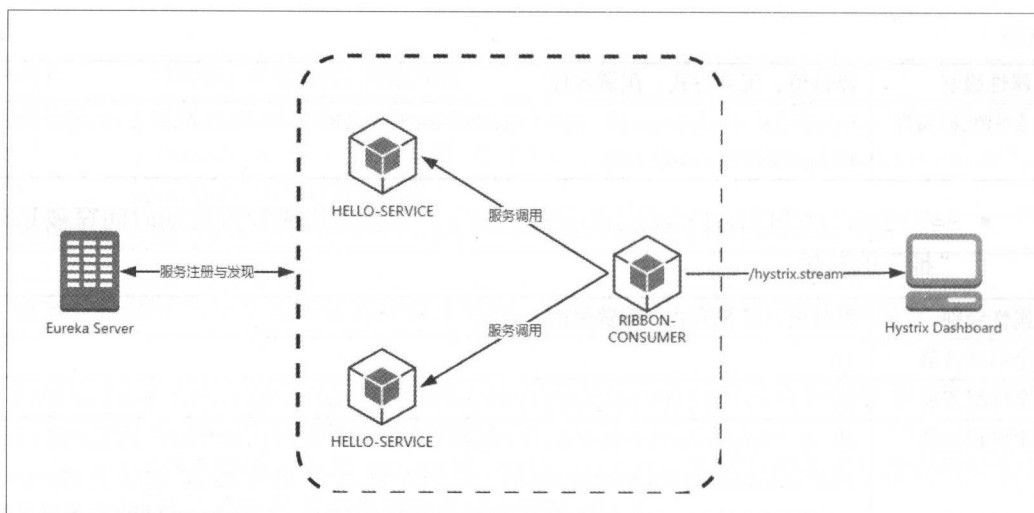 HELLO-SERVICE
服务调用
Eureka Server
服务注册与发现
RIBBON-
CONSUMER
/hystrix.stream
Hystrix Dashboard
服务调用
HELLO-SERVICE